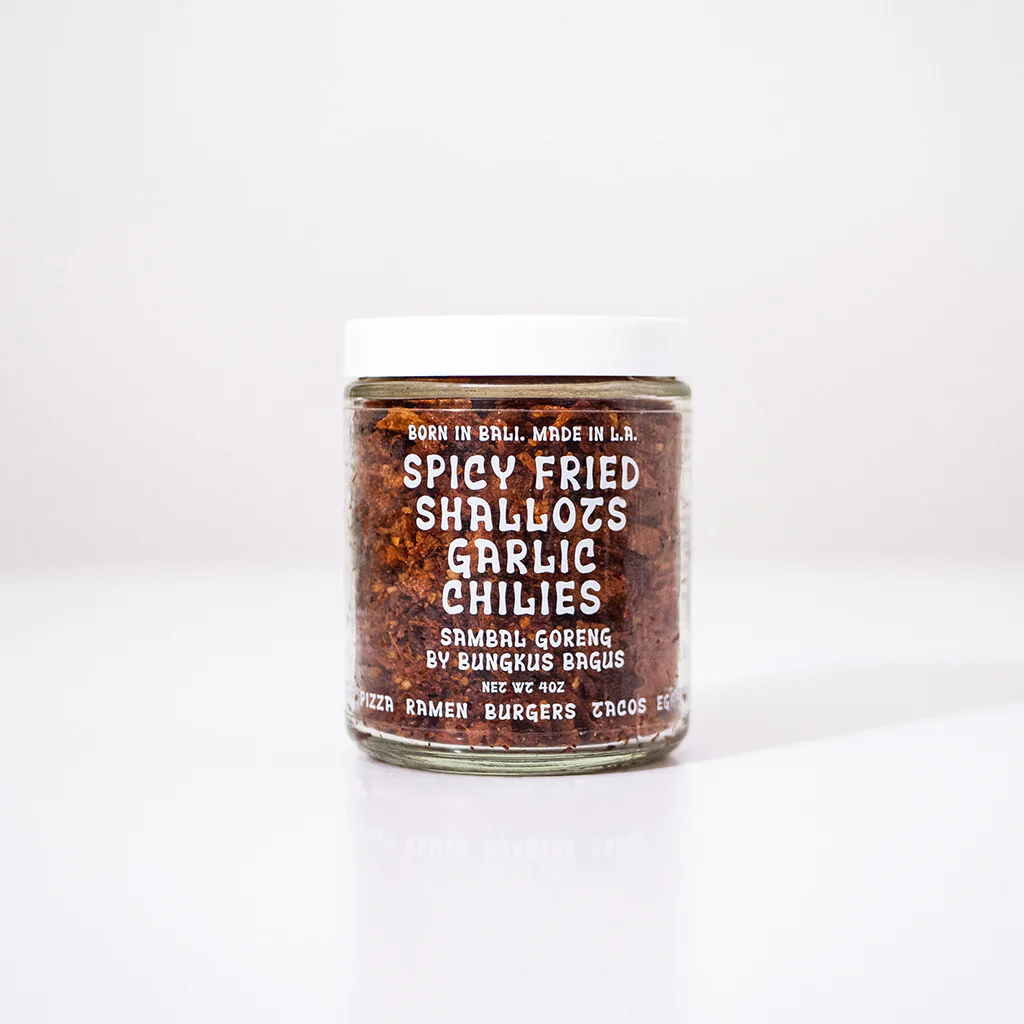 BORN IN BALI. MADE IN L.A.
SPICY FRIED
SHALLOTS
GARLIC
CHILIES
SAMBAL GORENG
BY BUNGKUS BAGUS
NET WT 4OZ
PIZZA RAMEN BURGERS TACOS